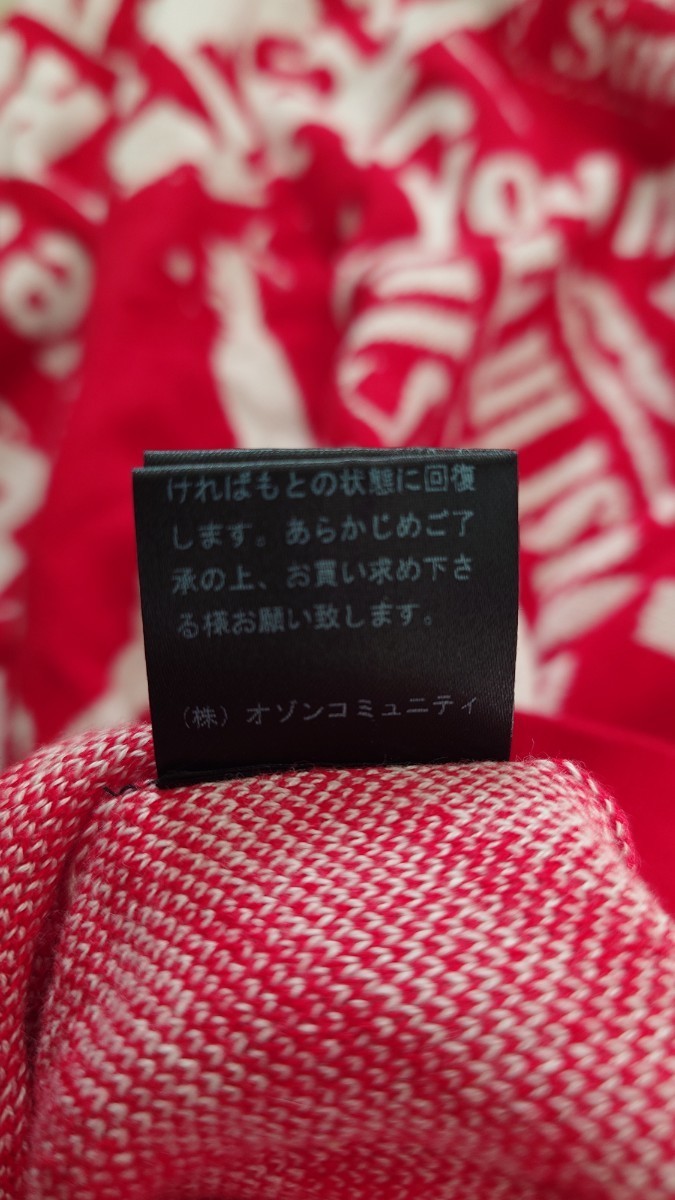 ければもとの状態に回復
します。あらかじめご了
承の上、お買い求め下さ
る様お願い致します。
(株) オゾンコミュニティ